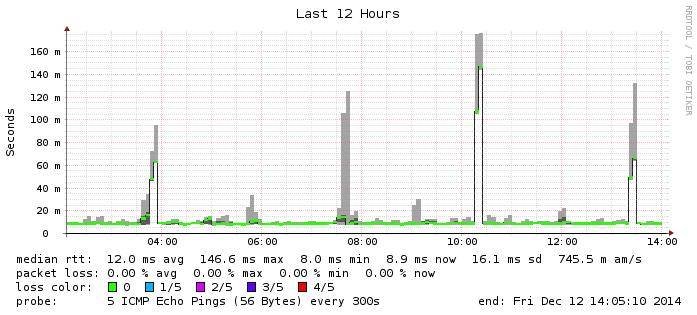 Last 12 Hours
RRDTOOL / TOBI OETIKER
Seconds
160 m
140 m
120 m
100 m
80 m
60 m
40 m
20 m
0
04:00 06:00 08:00 10:00 12:00 14:00
median rtt: 12.0 ms avg 146.6 ms max 8.0 ms min 8.9 ms now 16.1 ms sd 745.5 m am/s
packet loss: 0.00 % avg 0.00 % max 0.00 % min 0.00 % now
loss color: 0 1/5 2/5 3/5 4/5
probe: 5 ICMP Echo Pings (56 Bytes) every 300s end: Fri Dec 12 14:05:10 2014